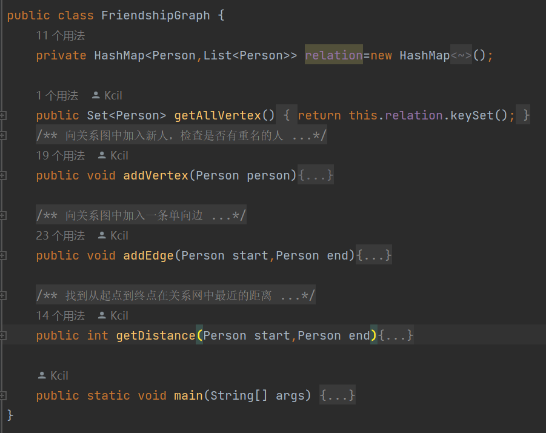 public class FriendshipGraph {
11 个用法
private HashMap<Person,List<Person>> relation=new HashMap<~>();
1 个用法 Kcil
public Set<Person> getAllVertex() { return this.relation.keySet(); }
/** 向关系图中加入新人，检查是否有重名的人 ...*/
19 个用法 Kcil
public void addVertex(Person person){...}
/** 向关系图中加入一条单向边 ...*/
23 个用法 Kcil
public void addEdge(Person start,Person end){...}
/** 找到从起点到终点在关系网中最近的距离 ...*/
14 个用法 Kcil
public int getDistance(Person start,Person end){...}
Kcil
public static void main(String[] args) {...}
}